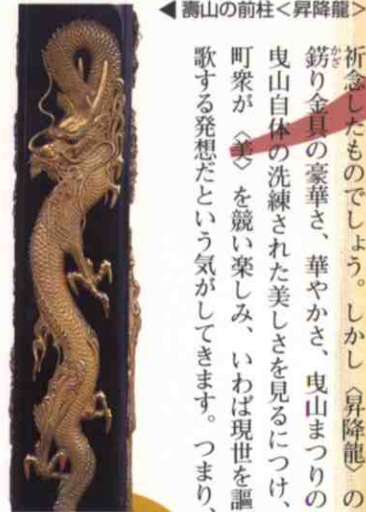 ◀壽山の前柱＜昇降龍＞
祈念したものでしょう。しかし〈昇降龍〉の
錺り金具の豪華さ、華やかさ、曳山まつりの
曳山自体の洗練された美しさを見るにつけ、
町衆が〈美〉を競い楽しみ、いわば現世を謳
歌する発想だという気がしてきます。つまり、